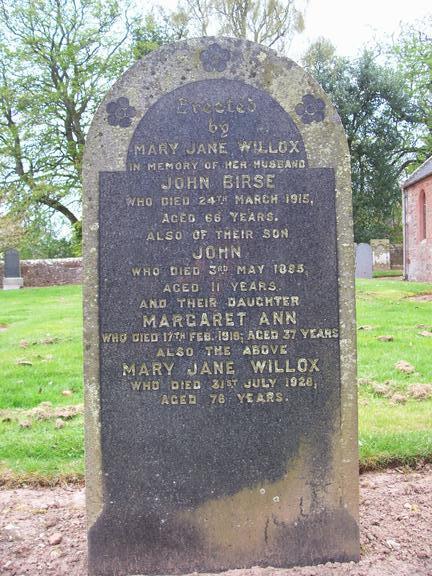 Erected
by
MARY JANE WILLOX
IN MEMORY OF HER HUSBAND
JOHN BIRSE
WHO DIED 24TH MARCH 1915,
AGED 66 YEARS.
ALSO OF THEIR SON
JOHN
WHO DIED 3RD MAY 1893,
AGED 11 YEARS.
AND THEIR DAUGHTER
MARGARET ANN
WHO DIED 17TH FEB. 1916, AGED 37 YEARS
ALSO THE ABOVE
MARY JANE WILLOX
WHO DIED 31ST JULY 1928,
AGED 76 YEARS.